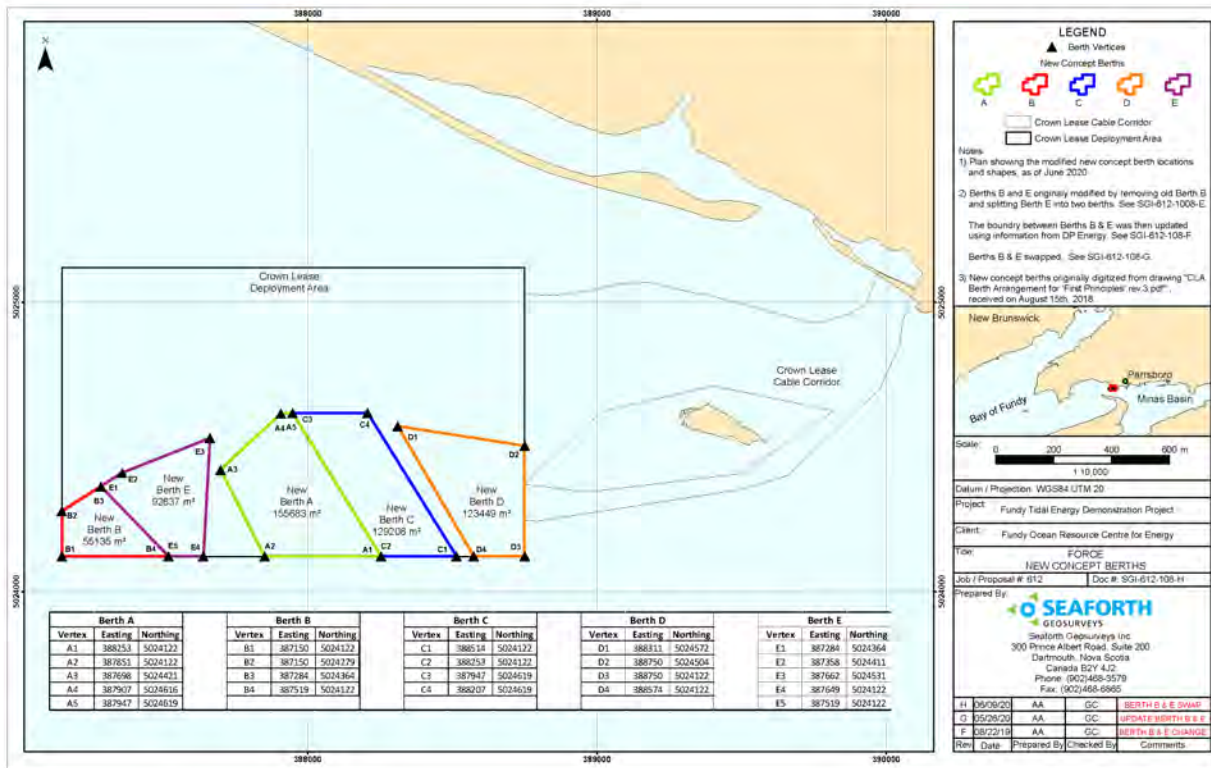 388000 389000 390000
N
Crown Lease
Deployment Area
Crown Lease
Cable Corridor
5025000 5025000
5024000 5024000
A4 A5 C3 C4
D1
D2
E3
A3
E2
E1
B3
B2
New
Berth E
92637 m²
New
Berth A
155683 m²
New
Berth D
123449 m²
New
Berth C
129208 m²
New
Berth B
55135 m²
B1 B4 E5 E4 A2 A1 C2 C1 D4 D3
Berth A
Vertex Easting Northing
A1 388253 5024122
A2 387851 5024122
A3 387698 5024421
A4 387907 5024616
A5 387947 5024619
Berth B
Vertex Easting Northing
B1 387150 5024122
B2 387150 5024279
B3 387284 5024364
B4 387519 5024122
Berth C
Vertex Easting Northing
C1 388514 5024122
C2 388253 5024122
C3 387947 5024619
C4 388207 5024619
Berth D
Vertex Easting Northing
D1 388311 5024572
D2 388750 5024504
D3 388750 5024122
D4 388574 5024122
Berth E
Vertex Easting Northing
E1 387284 5024364
E2 387358 5024411
E3 387662 5024531
E4 387649 5024122
E5 387519 5024122
388000 389000 390000
LEGEND
Berth Vertices
New Concept Berths
A B C D E
Crown Lease Cable Corridor
Crown Lease Deployment Area
Notes:
1) Plan showing the modified new concept berth locations
and shapes, as of June 2020.
2) Berths B and E originaly modified by removing old Berth B
and splitting Berth E into two berths. See SGI-612-1008-E.
The boundry between Berths B & E was then updated
using information from DP Energy. See SGI-612-108-F.
Berths B & E swapped. See SGI-612-108-G.
3) New concept berths originally digitized from drawing "CLA
Berth Arrangement for 'First Principles' rev.3.pdf",
received on August 15th, 2018.
New Brunswick
Parrsboro
Bay of Fundy
Minas Basin
Scale:
0 200 400 600 m
1:10,000
Datum / Projection: WGS84 UTM 20
Project: Fundy Tidal Energy Demonstration Project
Client: Fundy Ocean Resource Centre for Energy
Title: FORCE
NEW CONCEPT BERTHS
Job / Proposal #: 612 Doc #: SGI-612-108-H
Prepared By:
SEAFORTH
GEOSURVEYS
Seaforth Geosurveys Inc.
300 Prince Albert Road, Suite 200
Dartmouth, Nova Scotia
Canada B2Y 4J2
Phone: (902)468-3579
Fax: (902)468-6865
H 06/09/20 AA GC BERTH B & E SWAP
G 05/26/20 AA GC UPDATE BERTH B & E
F 08/22/19 AA GC BERTH B & E CHANGE
Rev Date Prepared By Checked By Comments